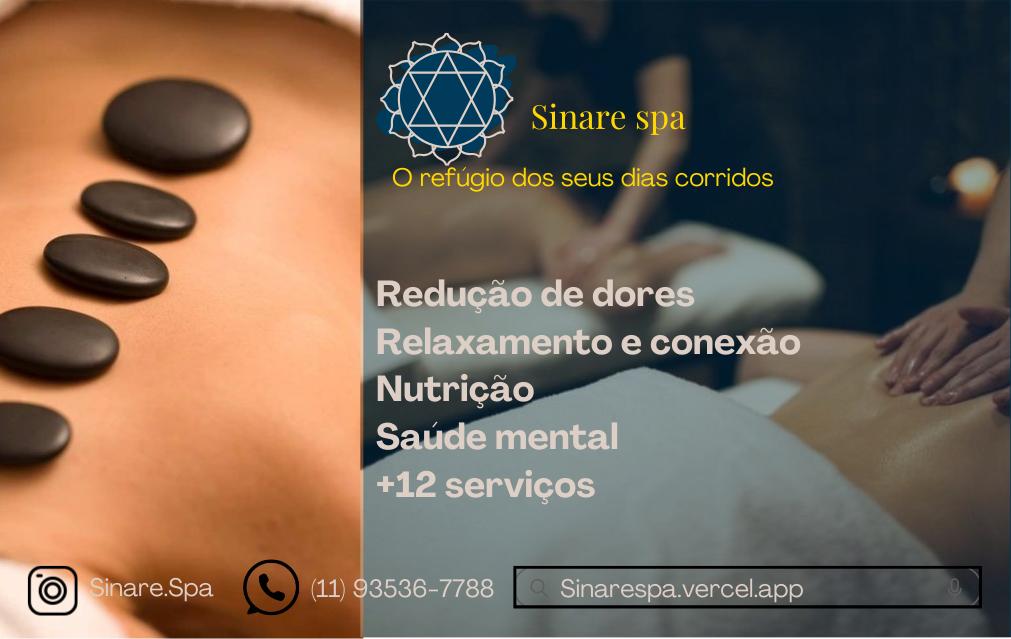 Sinare spa
O refúgio dos seus dias corridos
Redução de dores
Relaxamento e conexão
Nutrição
Saúde mental
+12 serviços
Sinare.Spa
(11) 93536-7788
Sinarespa.vercel.app